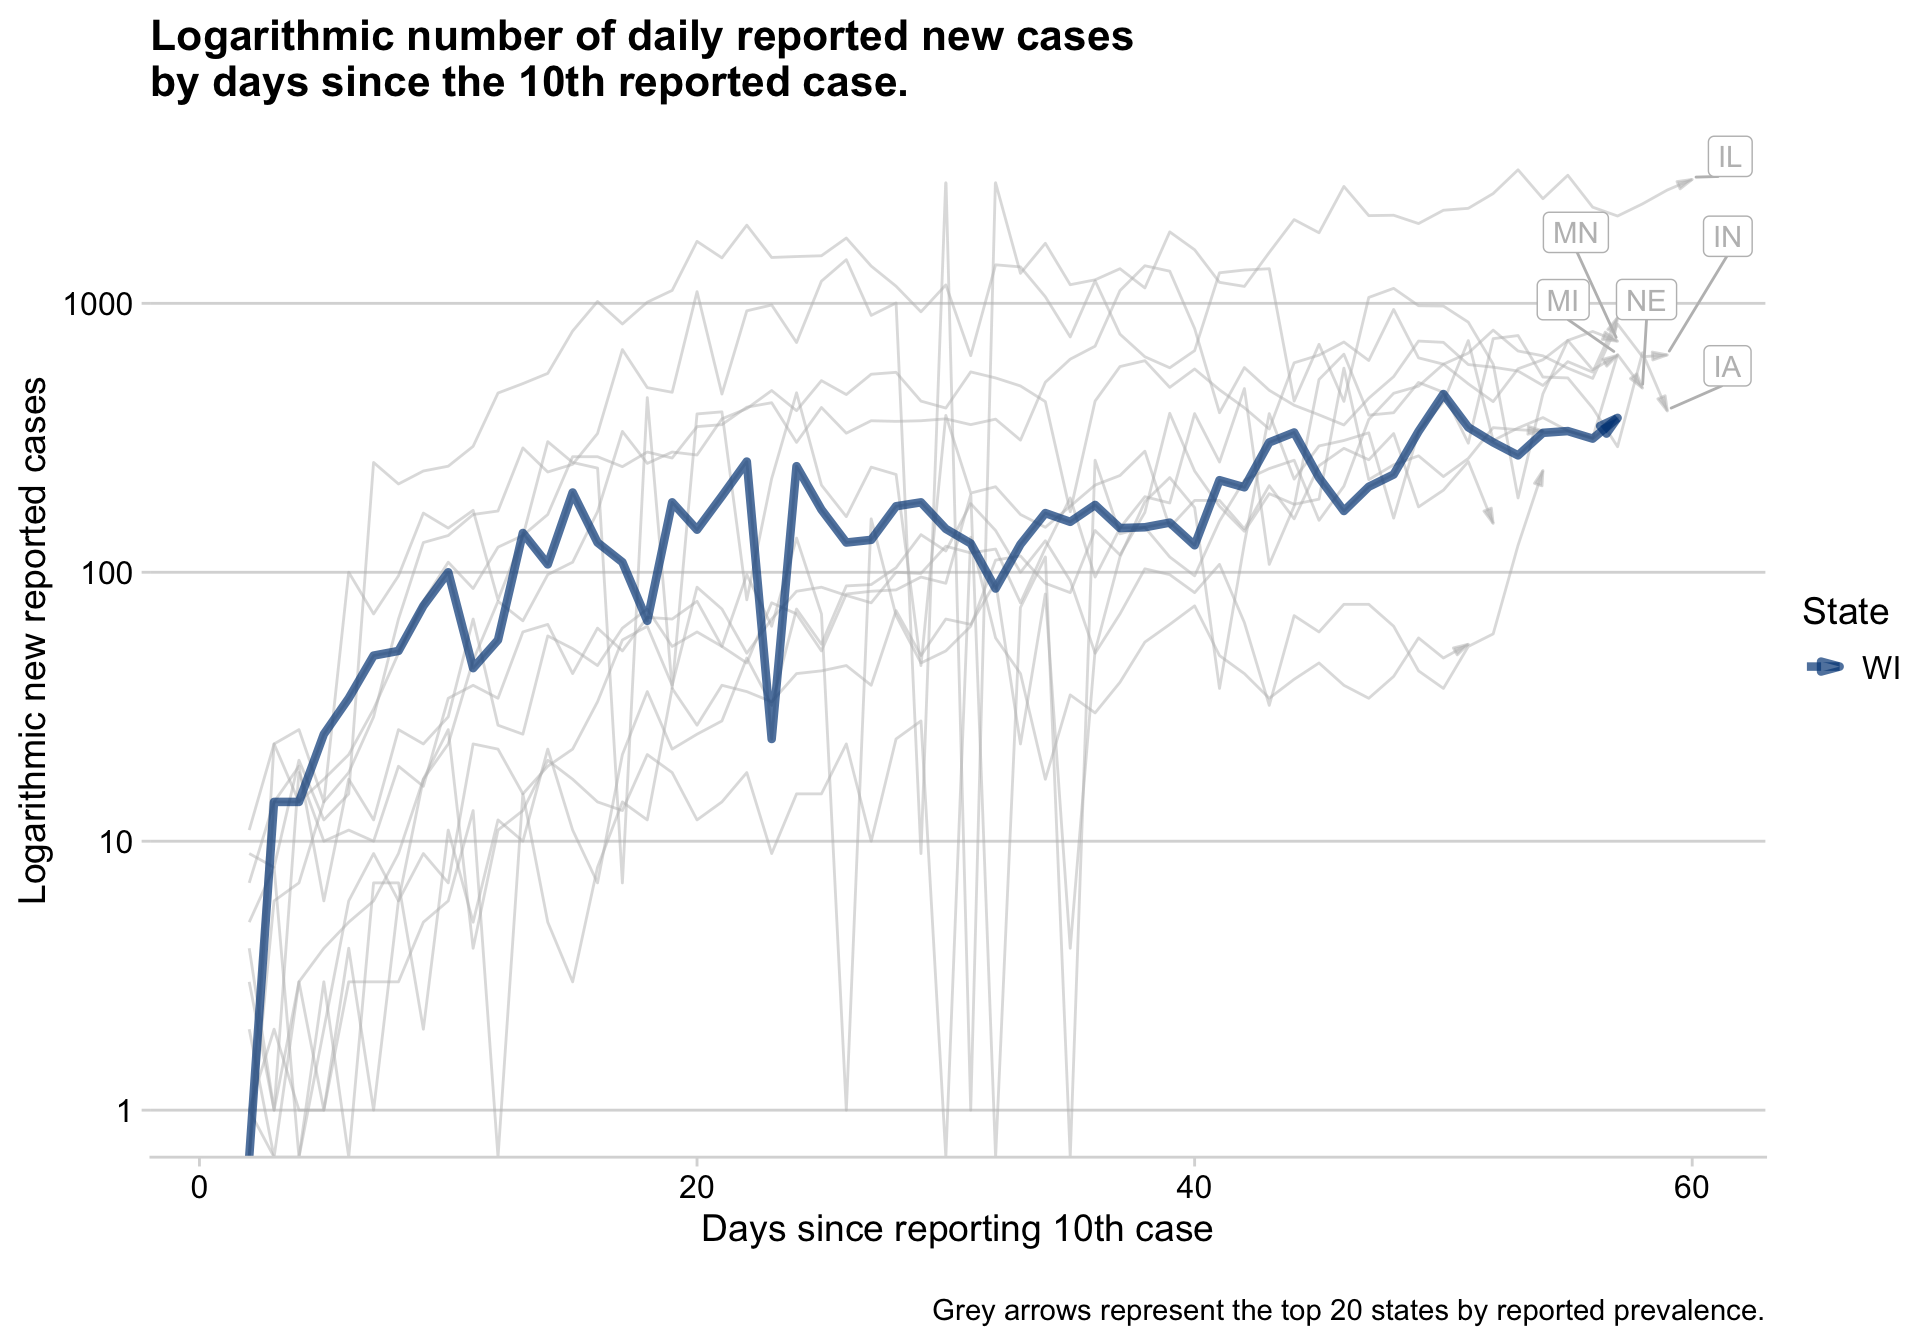 Logarithmic number of daily reported new cases
by days since the 10th reported case.
IL
MN
IN
MI
NE
IA
1000
100
10
1
Logarithmic new reported cases
0
20
40
60
Days since reporting 10th case
State
WI
Grey arrows represent the top 20 states by reported prevalence.